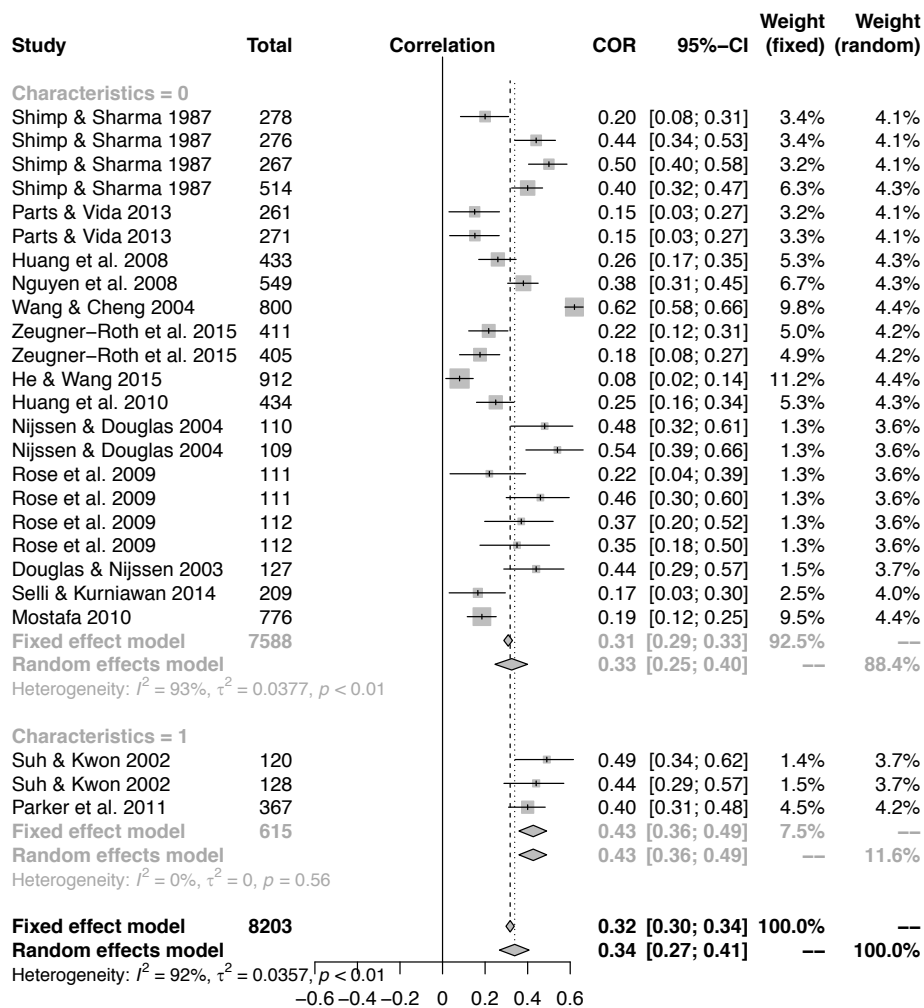 Weight Weight
Study Total Correlation COR 95%−CI (fixed) (random)
Characteristics = 0
Shimp & Sharma 1987 278 0.20 [0.08; 0.31] 3.4% 4.1%
Shimp & Sharma 1987 276 0.44 [0.34; 0.53] 3.4% 4.1%
Shimp & Sharma 1987 267 0.50 [0.40; 0.58] 3.2% 4.1%
Shimp & Sharma 1987 514 0.40 [0.32; 0.47] 6.3% 4.3%
Parts & Vida 2013 261 0.15 [0.03; 0.27] 3.2% 4.1%
Parts & Vida 2013 271 0.15 [0.03; 0.27] 3.3% 4.1%
Huang et al. 2008 433 0.26 [0.17; 0.35] 5.3% 4.3%
Nguyen et al. 2008 549 0.38 [0.31; 0.45] 6.7% 4.3%
Wang & Cheng 2004 800 0.62 [0.58; 0.66] 9.8% 4.4%
Zeugner−Roth et al. 2015 411 0.22 [0.12; 0.31] 5.0% 4.2%
Zeugner−Roth et al. 2015 405 0.18 [0.08; 0.27] 4.9% 4.2%
He & Wang 2015 912 0.08 [0.02; 0.14] 11.2% 4.4%
Huang et al. 2010 434 0.25 [0.16; 0.34] 5.3% 4.3%
Nijssen & Douglas 2004 110 0.48 [0.32; 0.61] 1.3% 3.6%
Nijssen & Douglas 2004 109 0.54 [0.39; 0.66] 1.3% 3.6%
Rose et al. 2009 111 0.22 [0.04; 0.39] 1.3% 3.6%
Rose et al. 2009 111 0.46 [0.30; 0.60] 1.3% 3.6%
Rose et al. 2009 112 0.37 [0.20; 0.52] 1.3% 3.6%
Rose et al. 2009 112 0.35 [0.18; 0.50] 1.3% 3.6%
Douglas & Nijssen 2003 127 0.44 [0.29; 0.57] 1.5% 3.7%
Selli & Kurniawan 2014 209 0.17 [0.03; 0.30] 2.5% 4.0%
Mostafa 2010 776 0.19 [0.12; 0.25] 9.5% 4.4%
Fixed effect model 7588 0.31 [0.29; 0.33] 92.5% −−
Random effects model 0.33 [0.25; 0.40] −− 88.4%
Heterogeneity: I² = 93%, τ² = 0.0377, p < 0.01
Characteristics = 1
Suh & Kwon 2002 120 0.49 [0.34; 0.62] 1.4% 3.7%
Suh & Kwon 2002 128 0.44 [0.29; 0.57] 1.5% 3.7%
Parker et al. 2011 367 0.40 [0.31; 0.48] 4.5% 4.2%
Fixed effect model 615 0.43 [0.36; 0.49] 7.5% −−
Random effects model 0.43 [0.36; 0.49] −− 11.6%
Heterogeneity: I² = 0%, τ² = 0, p = 0.56
Fixed effect model 8203 0.32 [0.30; 0.34] 100.0% −−
Random effects model 0.34 [0.27; 0.41] −− 100.0%
Heterogeneity: I² = 92%, τ² = 0.0357, p < 0.01
−0.6 −0.4 −0.2 0 0.2 0.4 0.6